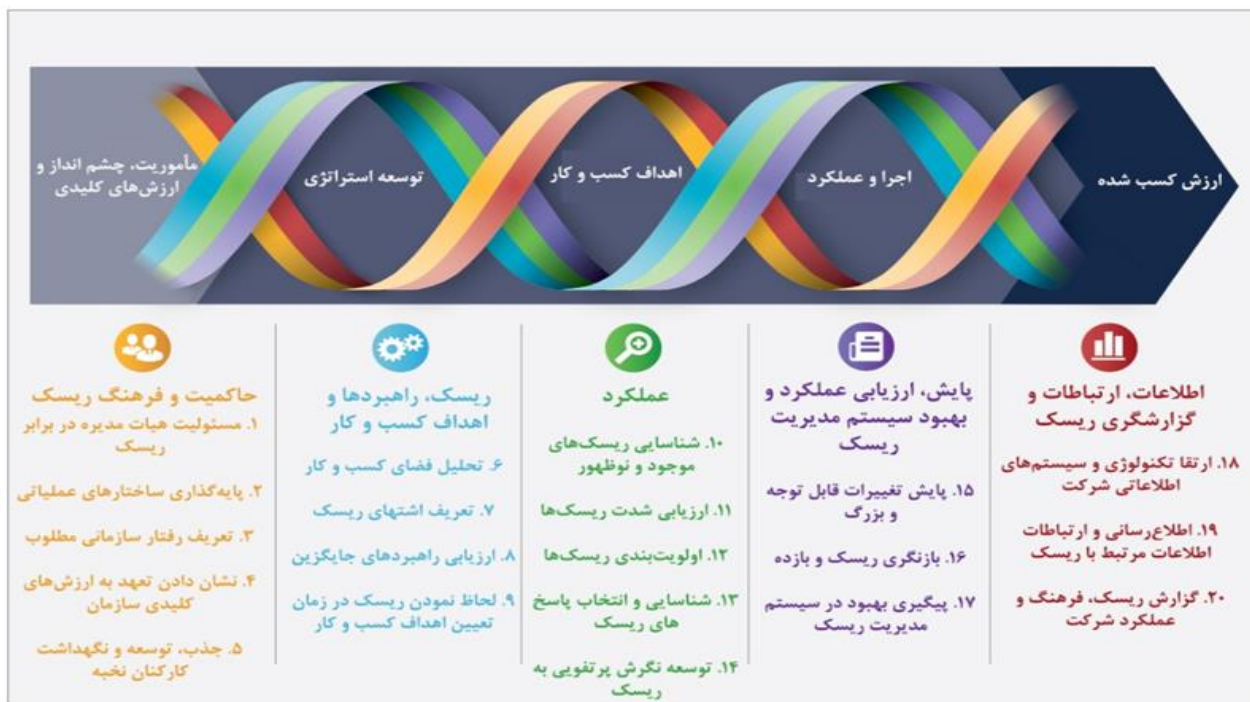 مأموریت، چشم انداز و
ارزش‌های کلیدی
توسعه استراتژی
اهداف کسب و کار
اجرا و عملکرد
ارزش کسب شده
حاکمیت و فرهنگ ریسک
۱. مسئولیت هیات مدیره در برابر
ریسک
۲. پایه‌گذاری ساختارهای عملیاتی
۳. تعریف رفتار سازمانی مطلوب
۴. نشان دادن تعهد به ارزش‌های
کلیدی سازمان
۵. جذب، توسعه و نگهداشت
کارکنان نخبه
ریسک، راهبردها و
اهداف کسب و کار
۶. تحلیل فضای کسب و کار
۷. تعریف اشتهای ریسک
۸. ارزیابی راهبردهای جایگزین
۹. لحاظ نمودن ریسک در زمان
تعیین اهداف کسب و کار
عملکرد
۱۰. شناسایی ریسک‌های
موجود و نوظهور
۱۱. ارزیابی شدت ریسک‌ها
۱۲. اولویت‌بندی ریسک‌ها
۱۳. شناسایی و انتخاب پاسخ
های ریسک
۱۴. توسعه نگرش پرتفویی به
ریسک
پایش، ارزیابی عملکرد و
بهبود سیستم مدیریت
ریسک
۱۵. پایش تغییرات قابل توجه
و بزرگ
۱۶. بازنگری ریسک و بازده
۱۷. پیگیری بهبود در سیستم
مدیریت ریسک
اطلاعات، ارتباطات و
گزارشگری ریسک
۱۸. ارتقا تکنولوژی و سیستم‌های
اطلاعاتی شرکت
۱۹. اطلاع‌رسانی و ارتباطات
اطلاعات مرتبط با ریسک
۲۰. گزارش ریسک، فرهنگ و
عملکرد شرکت